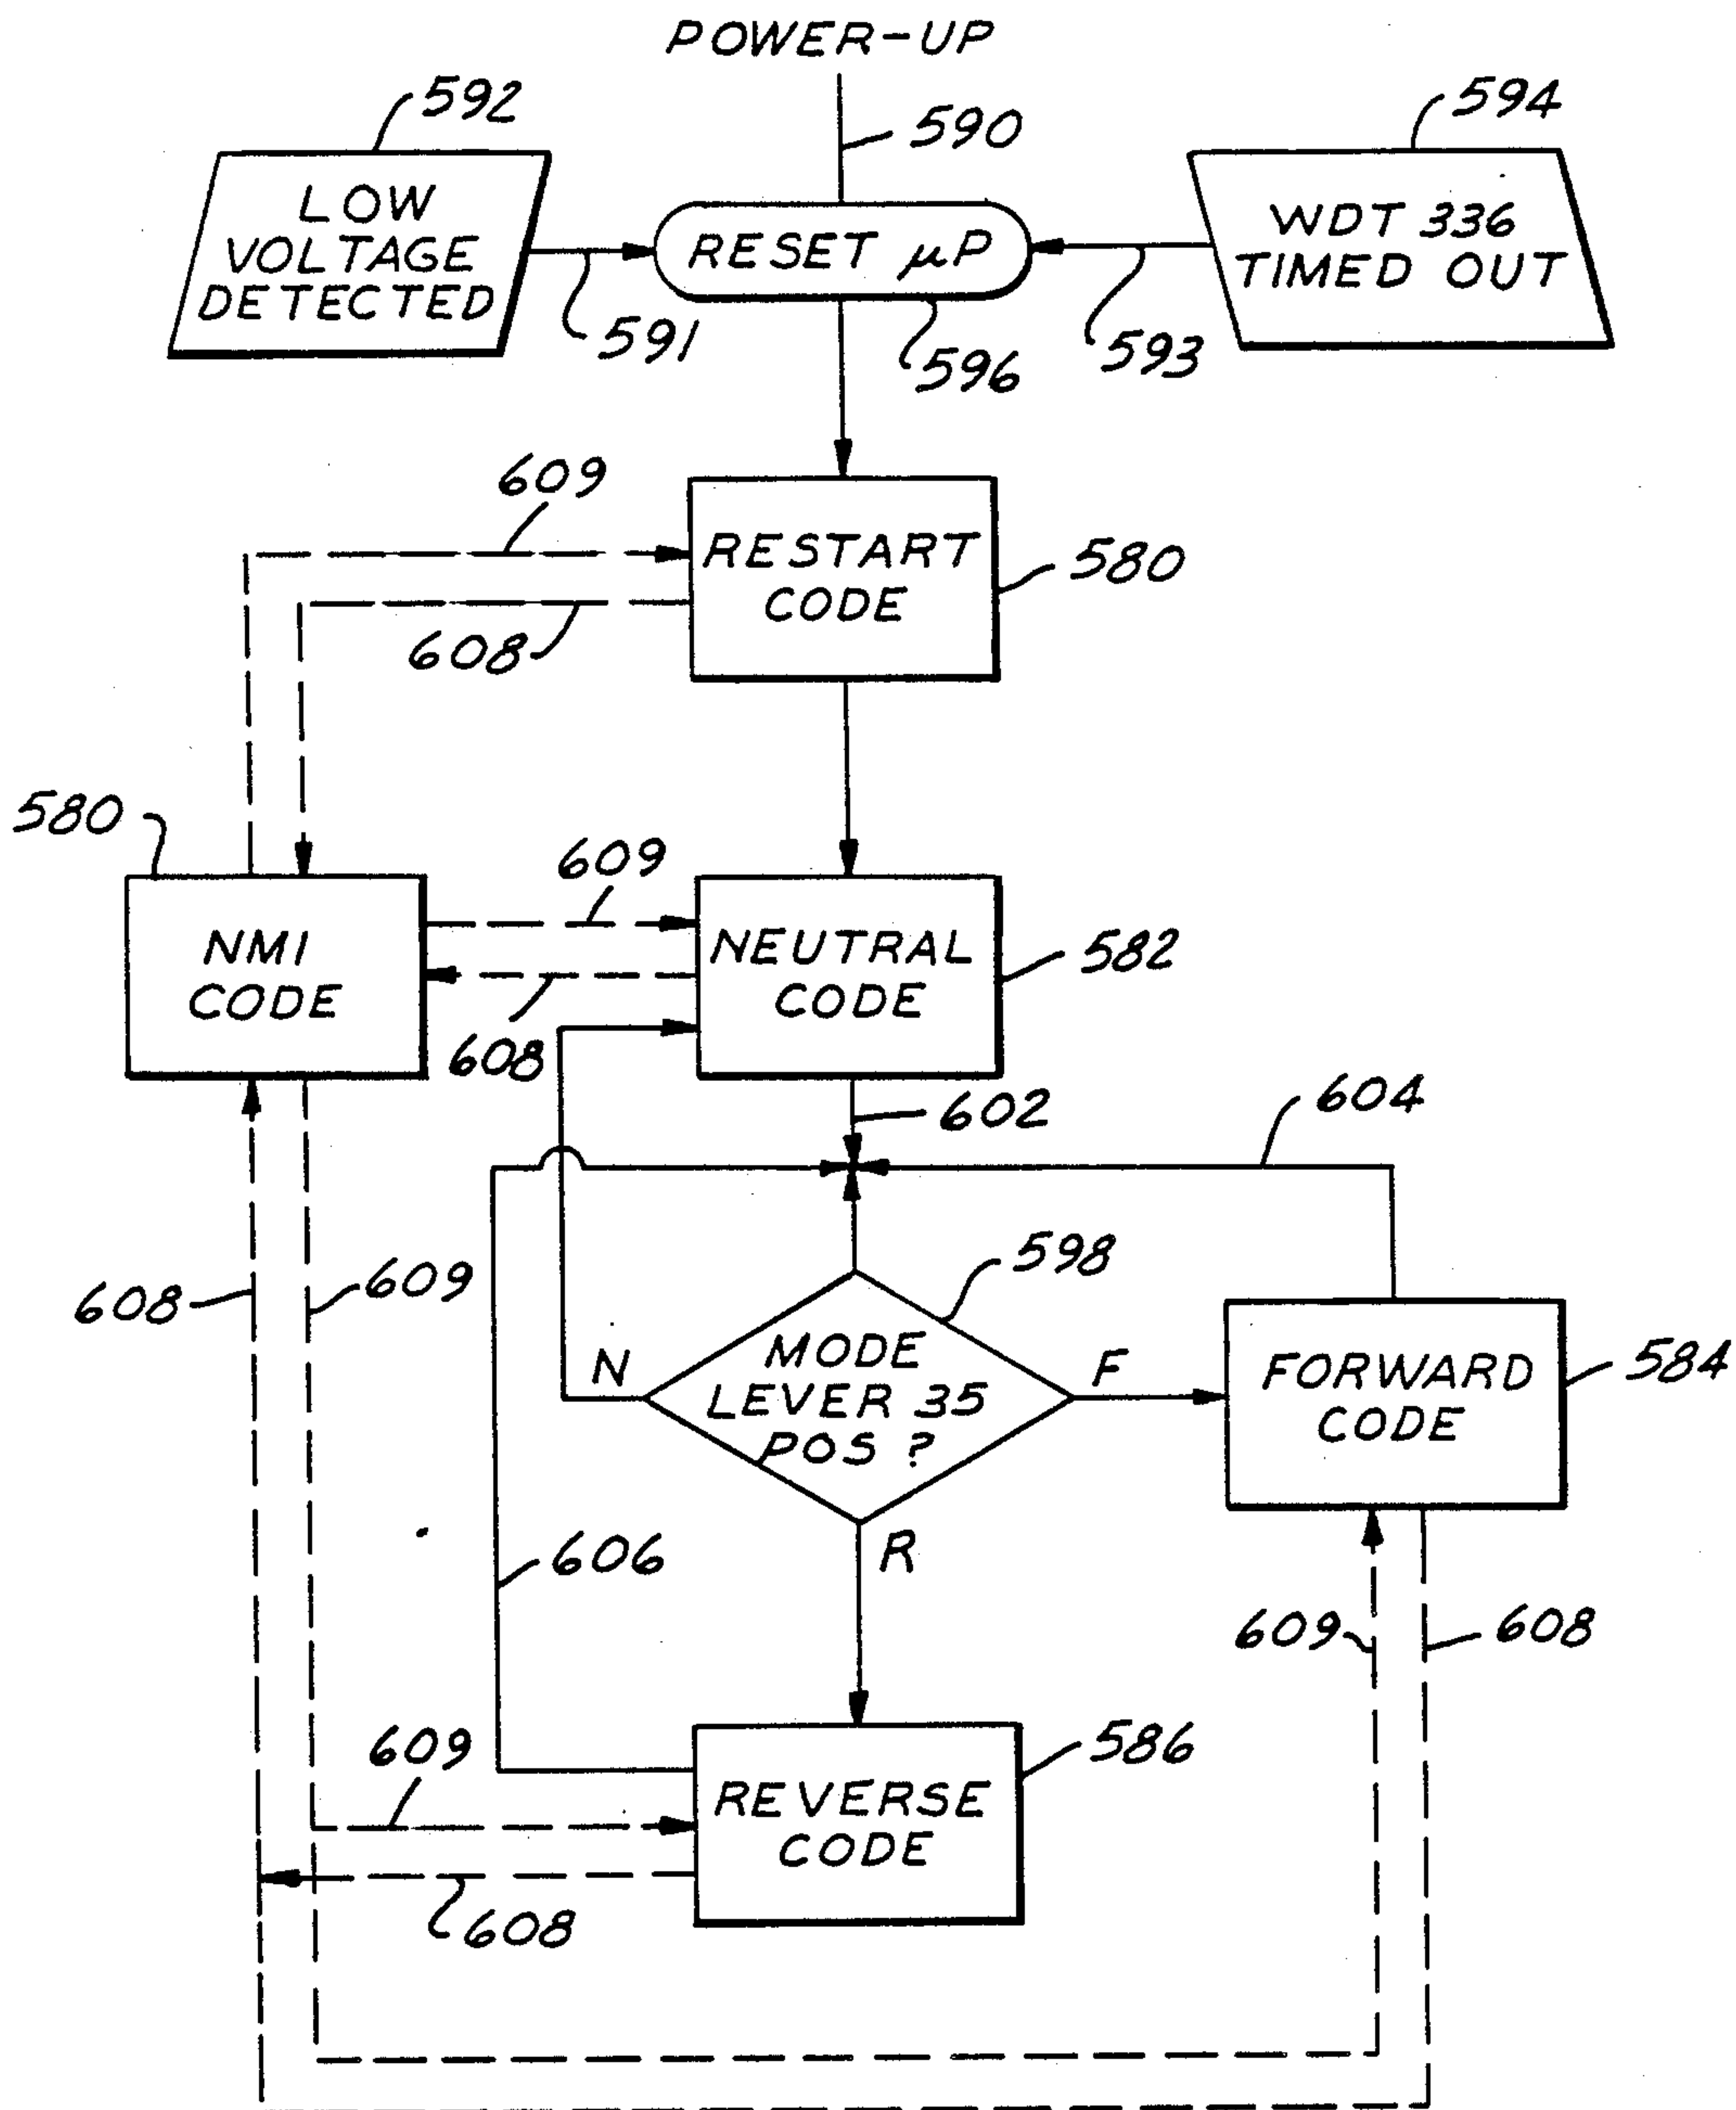 POWER-UP
592
590
594
LOW
VOLTAGE
DETECTED
RESET μP
WDT 336
TIMED OUT
591
596
593
609
RESTART
CODE
580
608
580
609
NMI
CODE
NEUTRAL
CODE
582
608
602
604
598
608
609
N
MODE
LEVER 35
POS ?
F
FORWARD
CODE
584
606
R
609
608
609
586
REVERSE
CODE
608